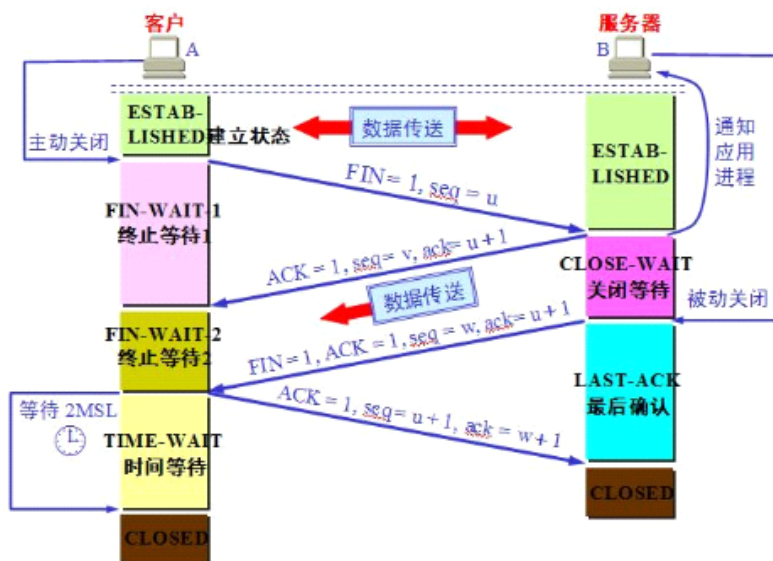 客户
服务器
A
B
ESTAB-
LISHED建立状态
数据传送
主动关闭
通知
应用
进程
ESTAB-
LISHED
FIN=1, seq = u
FIN-WAIT-1
终止等待1
ACK = 1, seq= v, ack= u+1
CLOSE-WAIT
关闭等待
数据传送
被动关闭
FIN-WAIT-2
终止等待2
FIN=1, ACK = 1, seq = w, ack= u+1
LAST-ACK
最后确认
等待 2MSL
ACK = 1, seq= u+1, ack = w+1
TIME-WAIT
时间等待
CLOSED
CLOSED